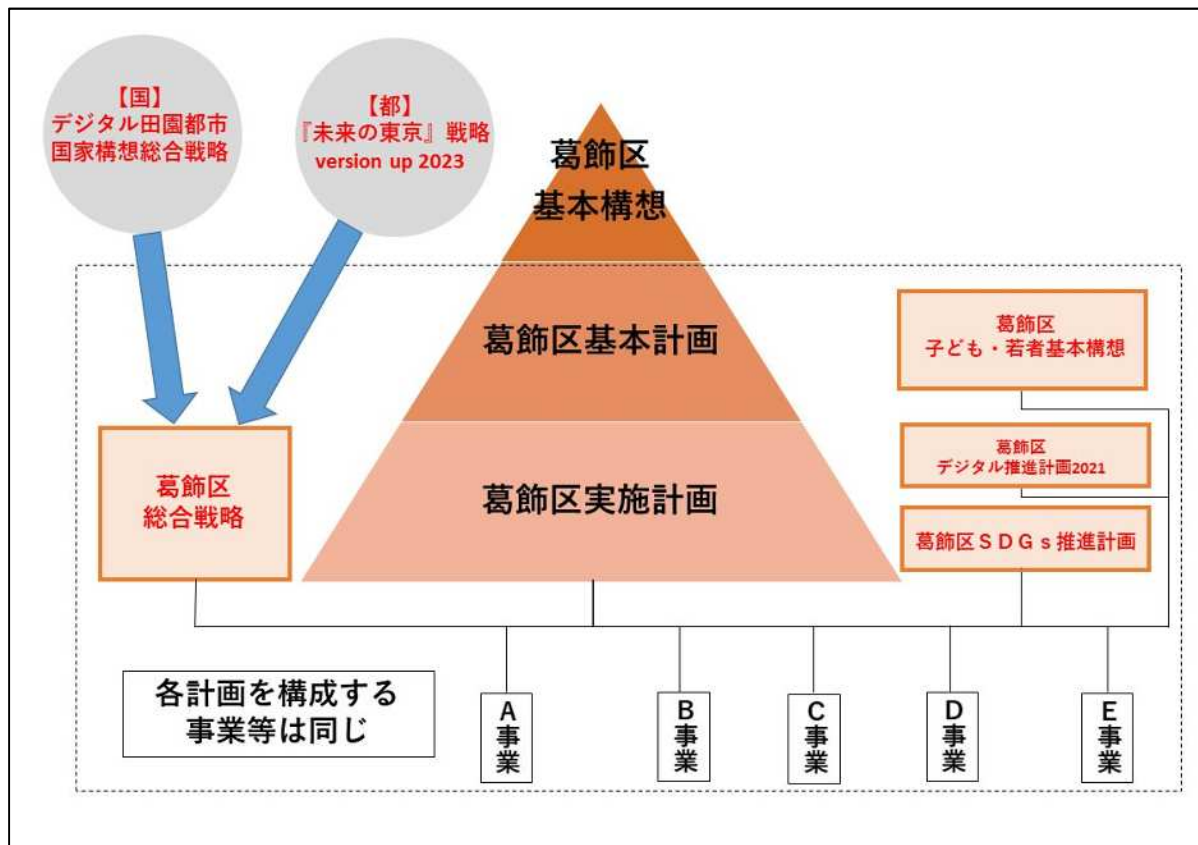 【国】
デジタル田園都市
国家構想総合戦略
【都】
『未来の東京』戦略
version up 2023
葛飾区
基本構想
葛飾区基本計画
葛飾区実施計画
葛飾区
総合戦略
葛飾区
子ども・若者基本構想
葛飾区
デジタル推進計画2021
葛飾区ＳＤＧｓ推進計画
各計画を構成する
事業等は同じ
A事業
B事業
C事業
D事業
E事業